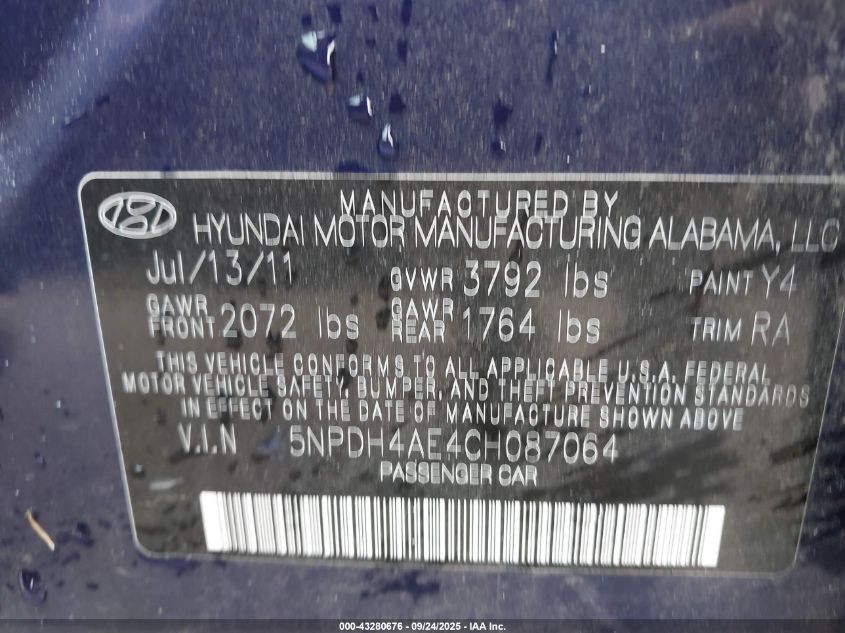 MANUFACTURED BY
HYUNDAI MOTOR MANUFACTURING ALABAMA, LLC
Jul/13/11 GVWR 3792 lbs PAINT Y4
GAWR FRONT 2072 lbs GAWR REAR 1764 lbs TRIM RA
THIS VEHICLE CONFORMS TO ALL APPLICABLE U.S.A. FEDERAL
MOTOR VEHICLE SAFETY, BUMPER, AND THEFT PREVENTION STANDARDS
IN EFFECT ON THE DATE OF MANUFACTURE SHOWN ABOVE
V.I.N 5NPDH4AE4CH087064
PASSENGER CAR
000-43280676 - 09/24/2025 - IAA Inc.